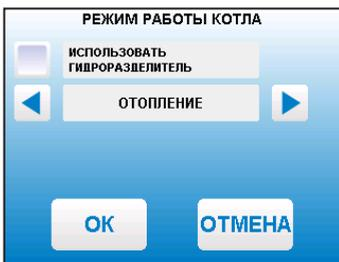 РЕЖИМ РАБОТЫ КОТЛА
ИСПОЛЬЗОВАТЬ
ГИДРОРАЗДЕЛИТЕЛЬ
ОТОПЛЕНИЕ
ОК ОТМЕНА